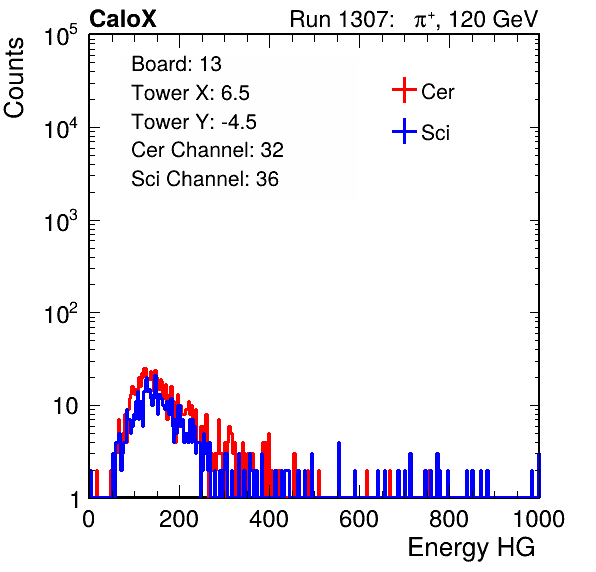 CaloX Run 1307: π⁺, 120 GeV
Counts
10⁵
10⁴
10³
10²
10
1
Board: 13
Tower X: 6.5
Tower Y: -4.5
Cer Channel: 32
Sci Channel: 36
Cer
Sci
0 200 400 600 800 1000
Energy HG